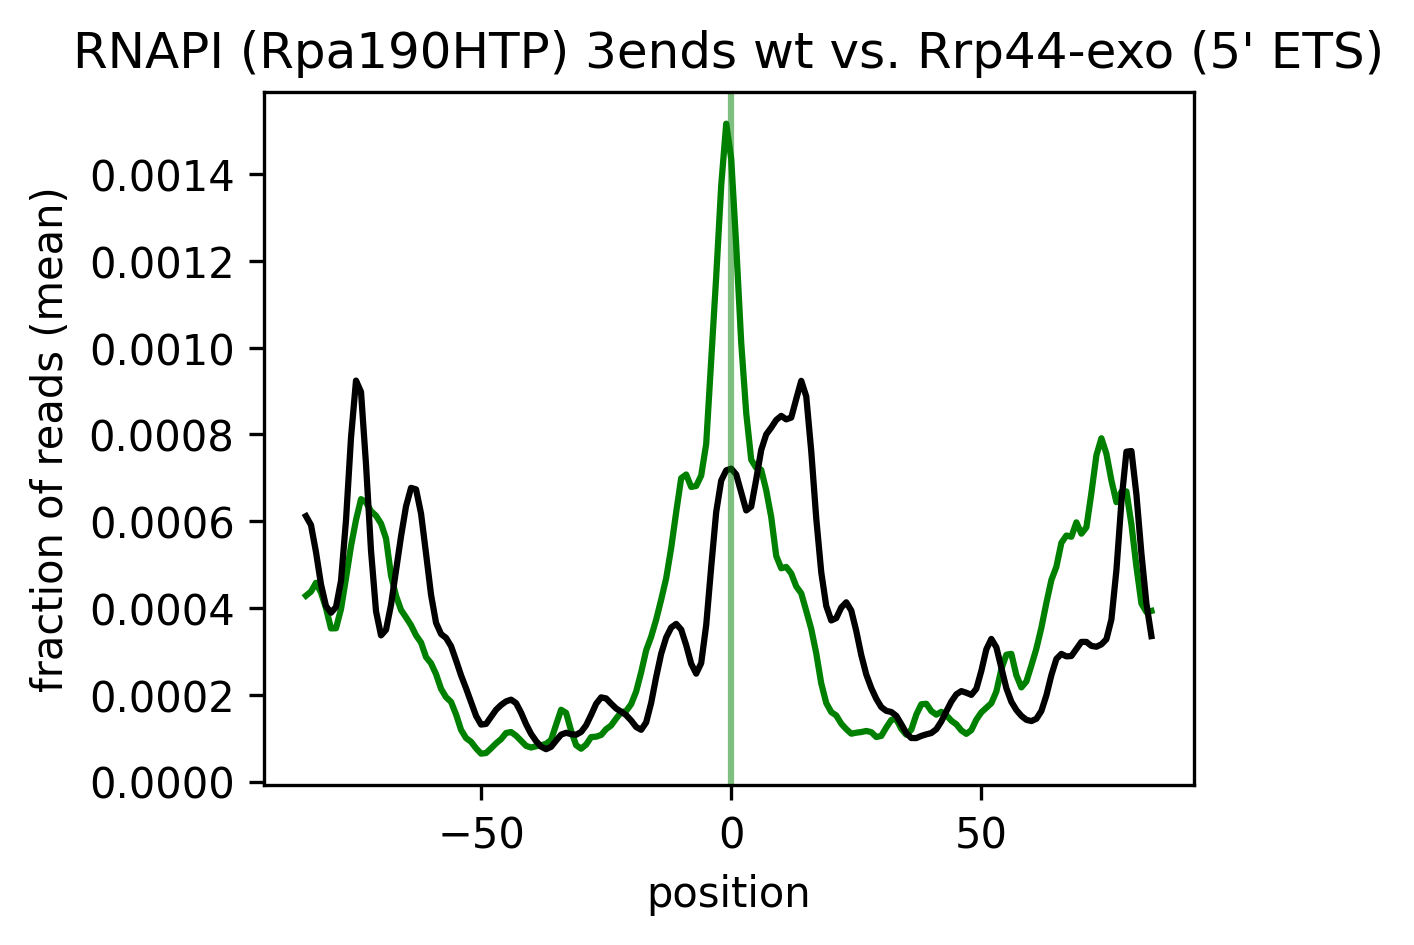 RNAPI (Rpa190HTP) 3ends wt vs. Rrp44-exo (5' ETS)
fraction of reads (mean)
0.0014
0.0012
0.0010
0.0008
0.0006
0.0004
0.0002
0.0000
−50 0 50
position